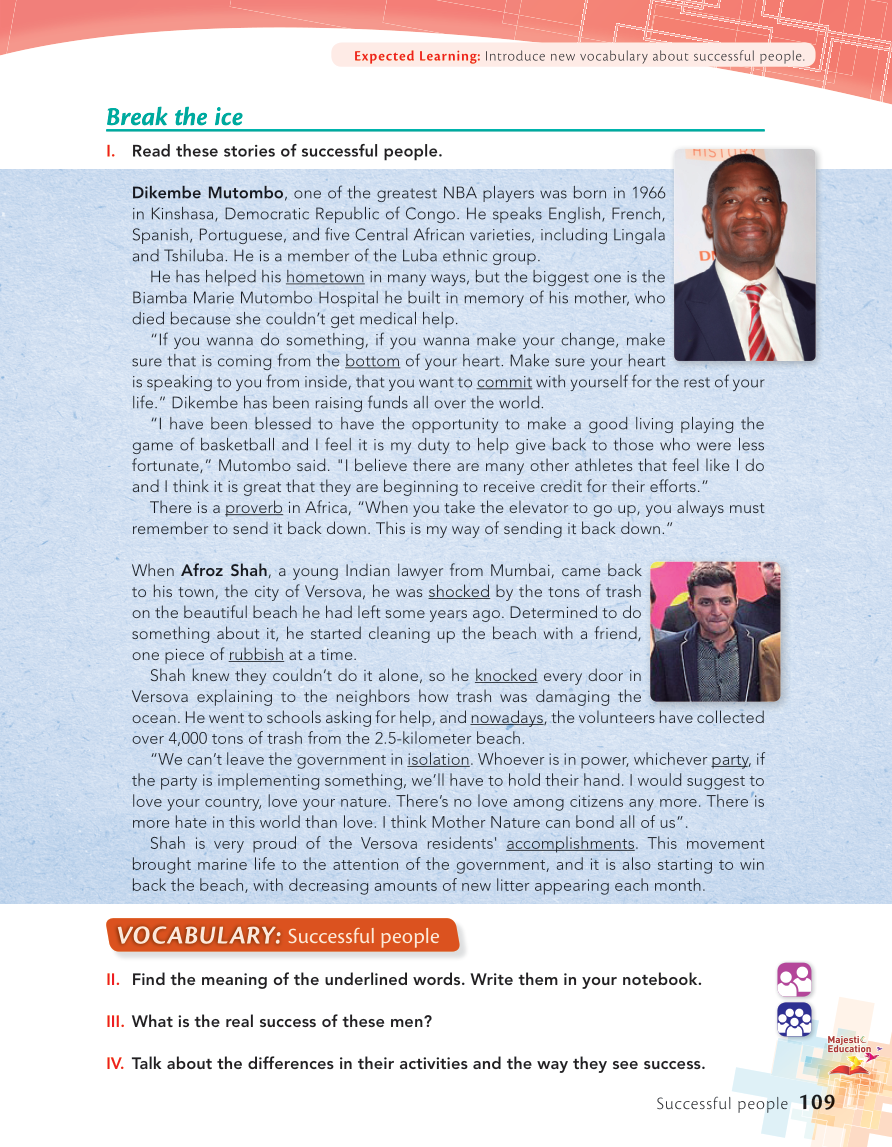 Expected Learning: Introduce new vocabulary about successful people.
Break the ice
I. Read these stories of successful people.
HISTORY
Dikembe Mutombo, one of the greatest NBA players was born in 1966
in Kinshasa, Democratic Republic of Congo. He speaks English, French,
Spanish, Portuguese, and five Central African varieties, including Lingala
and Tshiluba. He is a member of the Luba ethnic group.
He has helped his hometown in many ways, but the biggest one is the
Biamba Marie Mutombo Hospital he built in memory of his mother, who
died because she couldn’t get medical help.
“If you wanna do something, if you wanna make your change, make
sure that is coming from the bottom of your heart. Make sure your heart
is speaking to you from inside, that you want to commit with yourself for the rest of your
life.” Dikembe has been raising funds all over the world.
“I have been blessed to have the opportunity to make a good living playing the
game of basketball and I feel it is my duty to help give back to those who were less
fortunate,” Mutombo said. "I believe there are many other athletes that feel like I do
and I think it is great that they are beginning to receive credit for their efforts.”
There is a proverb in Africa, “When you take the elevator to go up, you always must
remember to send it back down. This is my way of sending it back down.”
When Afroz Shah, a young Indian lawyer from Mumbai, came back
to his town, the city of Versova, he was shocked by the tons of trash
on the beautiful beach he had left some years ago. Determined to do
something about it, he started cleaning up the beach with a friend,
one piece of rubbish at a time.
Shah knew they couldn’t do it alone, so he knocked every door in
Versova explaining to the neighbors how trash was damaging the
ocean. He went to schools asking for help, and nowadays, the volunteers have collected
over 4,000 tons of trash from the 2.5-kilometer beach.
“We can’t leave the government in isolation. Whoever is in power, whichever party, if
the party is implementing something, we’ll have to hold their hand. I would suggest to
love your country, love your nature. There’s no love among citizens any more. There is
more hate in this world than love. I think Mother Nature can bond all of us”.
Shah is very proud of the Versova residents' accomplishments. This movement
brought marine life to the attention of the government, and it is also starting to win
back the beach, with decreasing amounts of new litter appearing each month.
VOCABULARY: Successful people
II. Find the meaning of the underlined words. Write them in your notebook.
III. What is the real success of these men?
IV. Talk about the differences in their activities and the way they see success.
Majestic
Education
Successful people 109